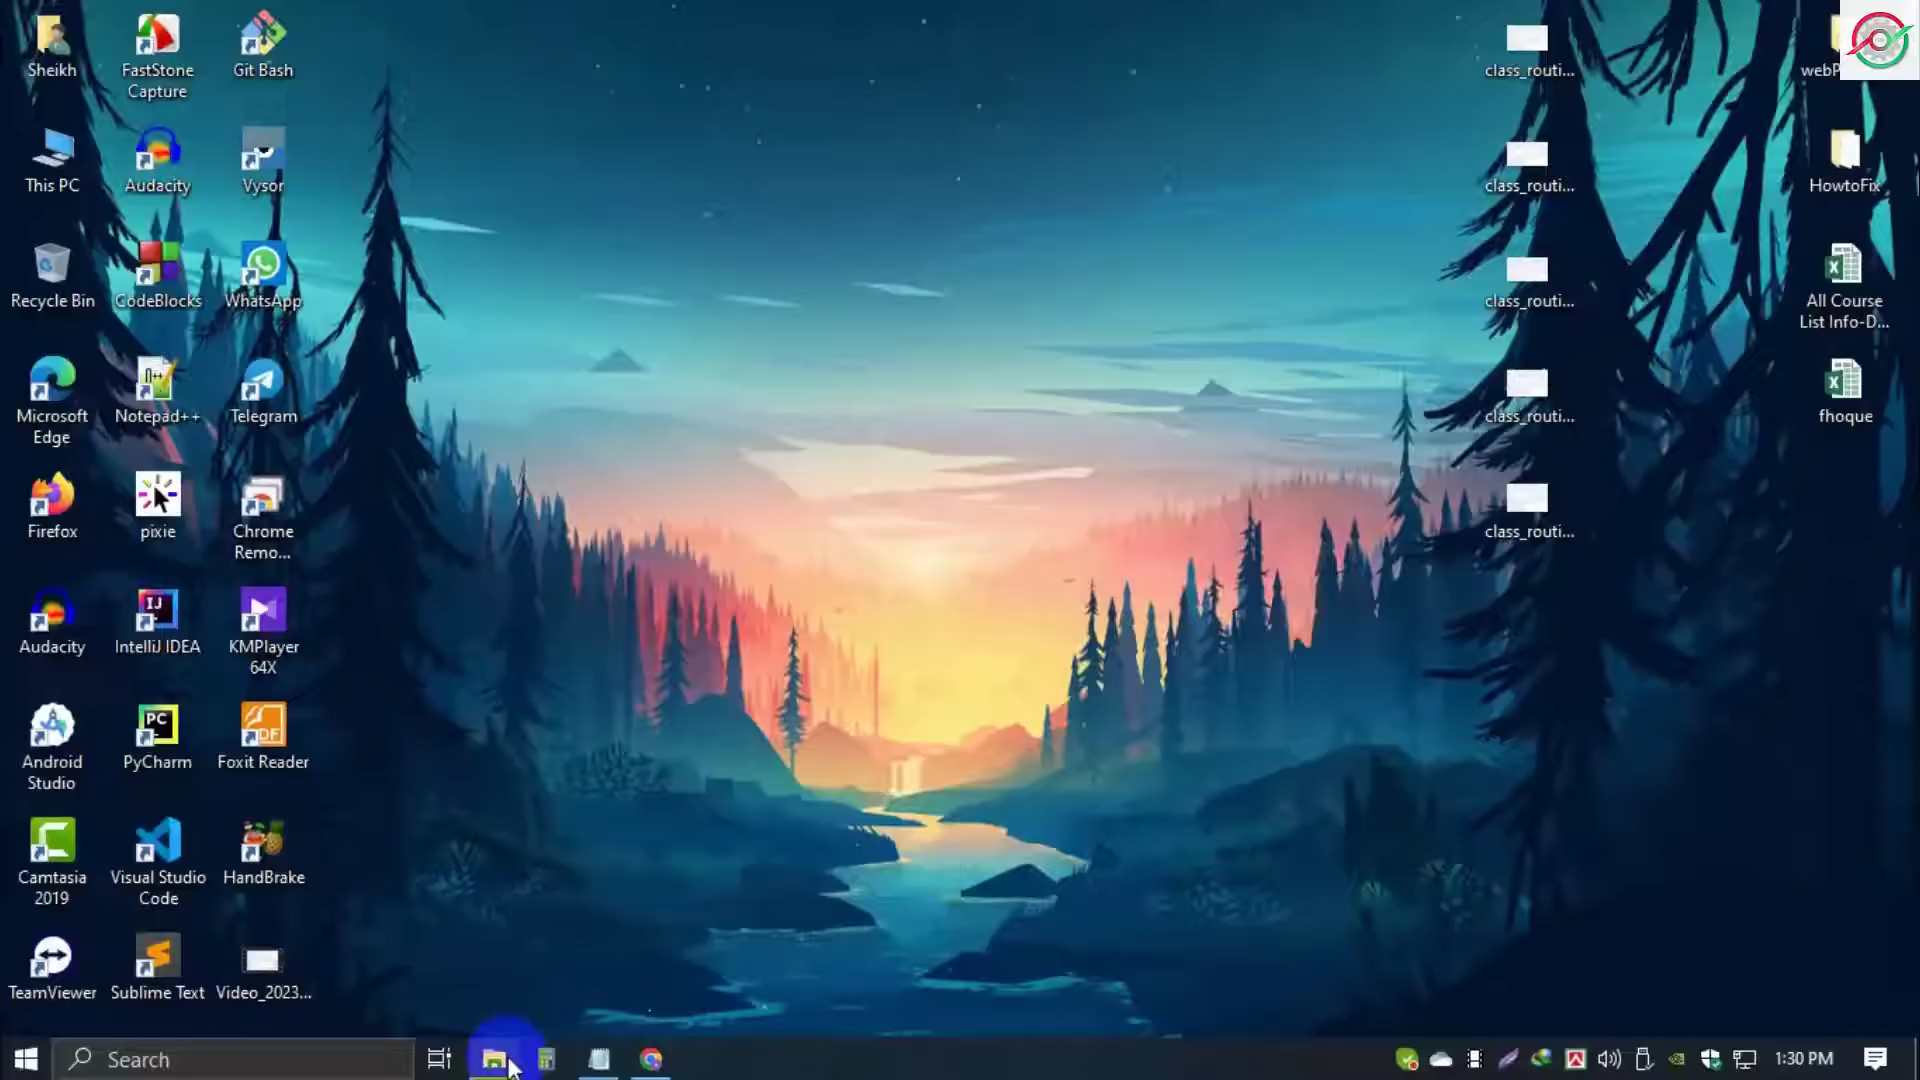 Sheikh
FastStone
Capture
Git Bash
This PC
Audacity
Vysor
Recycle Bin
CodeBlocks
WhatsApp
Microsoft
Edge
Notepad++
Telegram
Firefox
pixie
Chrome
Remo...
Audacity
IntelliJ IDEA
KMPlayer
64X
Android
Studio
PyCharm
Foxit Reader
Camtasia
2019
Visual Studio
Code
HandBrake
TeamViewer
Sublime Text
Video_2023...
class_routi...
class_routi...
class_routi...
class_routi...
class_routi...
webP
HowtoFix
All Course
List Info-D...
fhoque
Search
1:30 PM